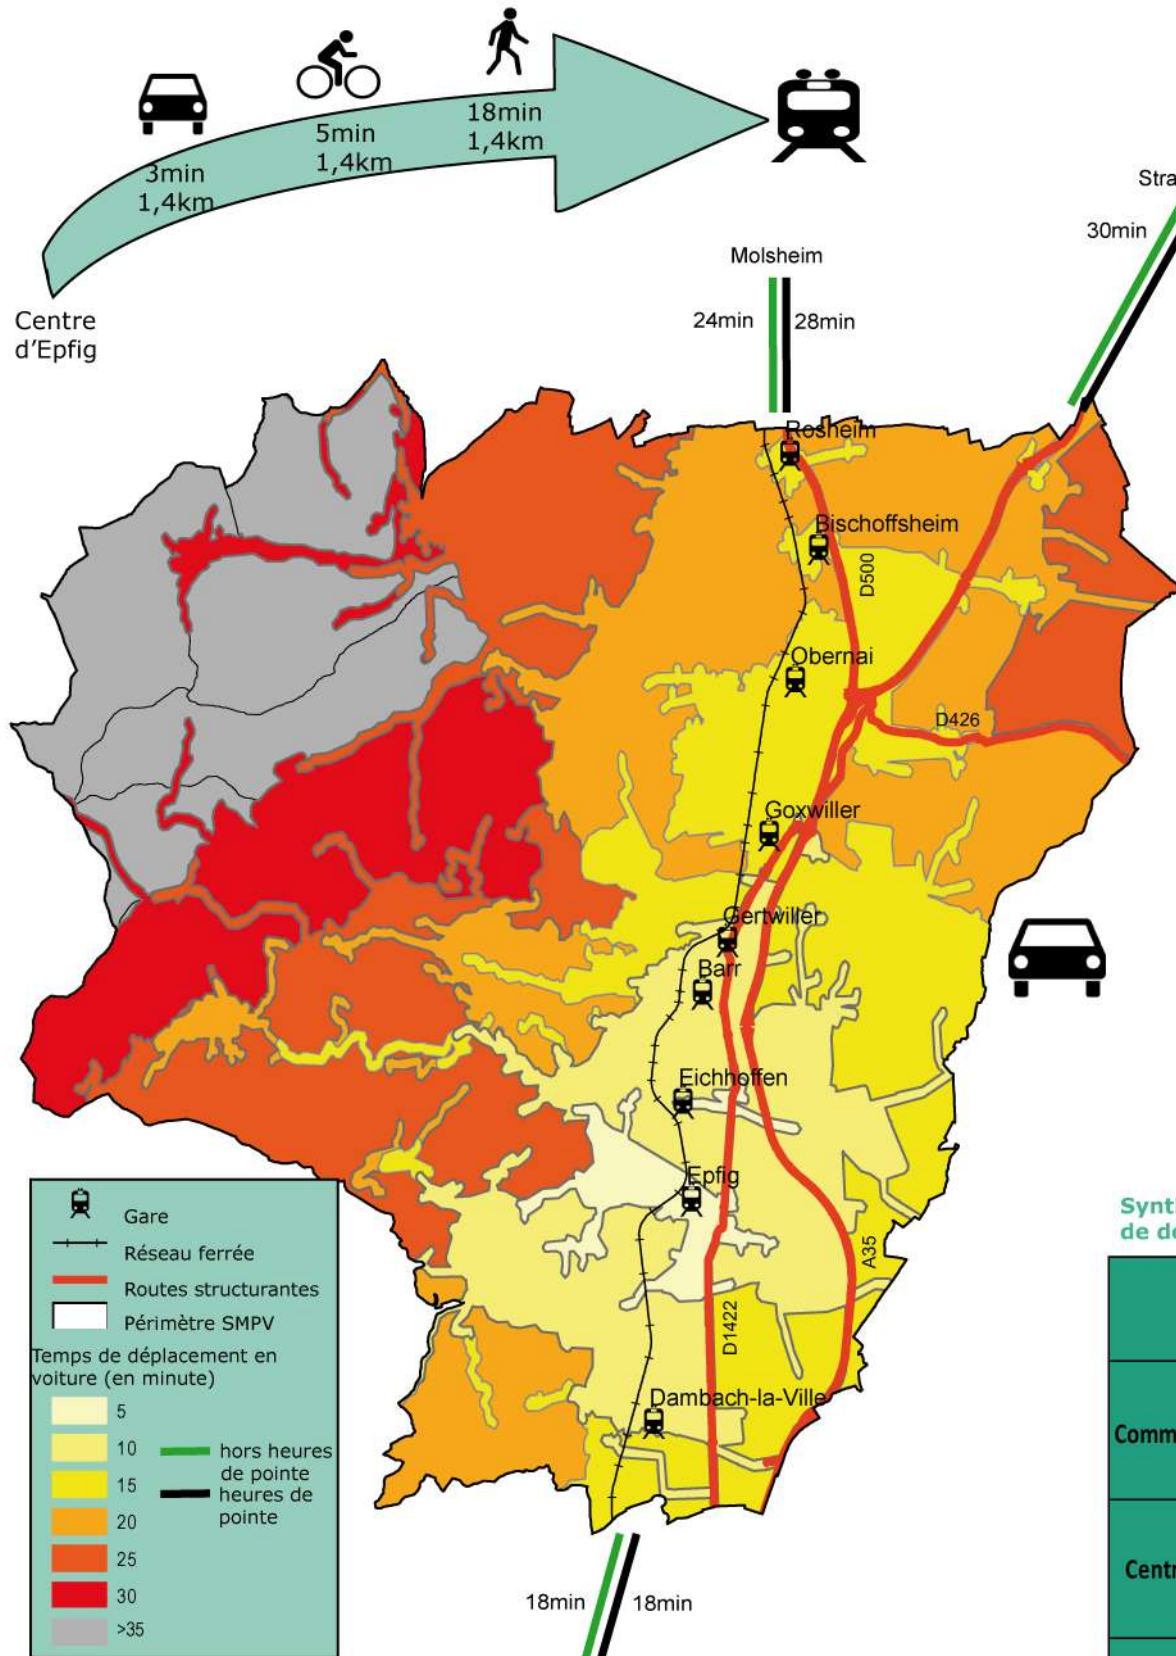 3min
1,4km
5min
1,4km
18min
1,4km
Centre
d'Epfig
Stra
30min
Molsheim
24min
28min
Rosheim
Bischoffsheim
D500
Obernai
D426
Goxwiller
Gertwiller
Barr
Eichhoffen
Epfig
A35
D1422
Dambach-la-Ville
18min
18min
Gare
Réseau ferrée
Routes structurantes
Périmètre SMPV
Temps de déplacement en
voiture (en minute)
5
10
15
20
25
30
>35
hors heures
de pointe
heures de
pointe
Synt
de de
Comm
Centr